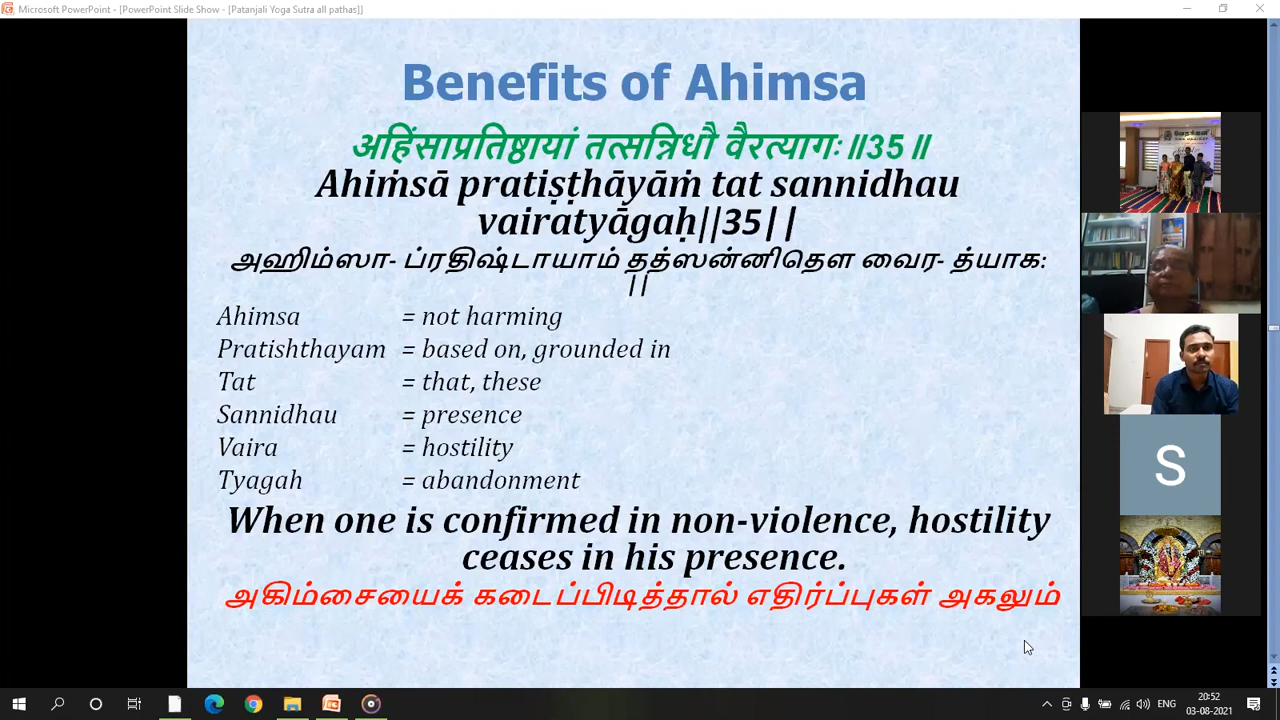 Microsoft PowerPoint - [PowerPoint Slide Show - [Patanjali Yoga Sutra all pathas]]
Benefits of Ahimsa
अहिंसाप्रतिष्ठायां तत्सन्निधौ वैरत्यागः॥35॥
Ahiṁsā pratiṣṭhāyāṁ tat sannidhau
vairatyāgaḥ||35||
அஹிம்ஸா- ப்ரதிஷ்டாயாம் தத்ஸன்னிதௌ வைர- த்யாக:
||
Ahimsa = not harming
Pratishthayam = based on, grounded in
Tat = that, these
Sannidhau = presence
Vaira = hostility
Tyagah = abandonment
When one is confirmed in non-violence, hostility
ceases in his presence.
அகிம்சையைக் கடைப்பிடித்தால் எதிர்ப்புகள் அகலும்
S
ENG
20:52
03-08-2021